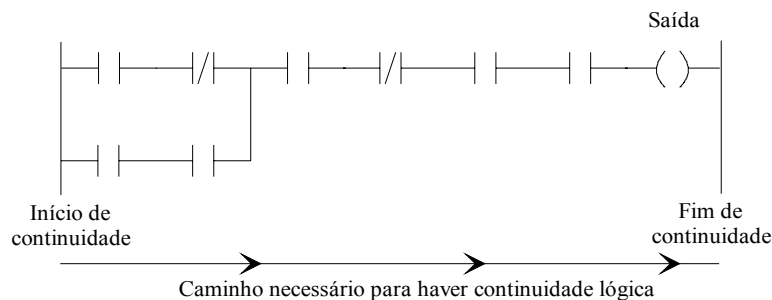 Saída
Início de
continuidade
Fim de
continuidade
Caminho necessário para haver continuidade lógica